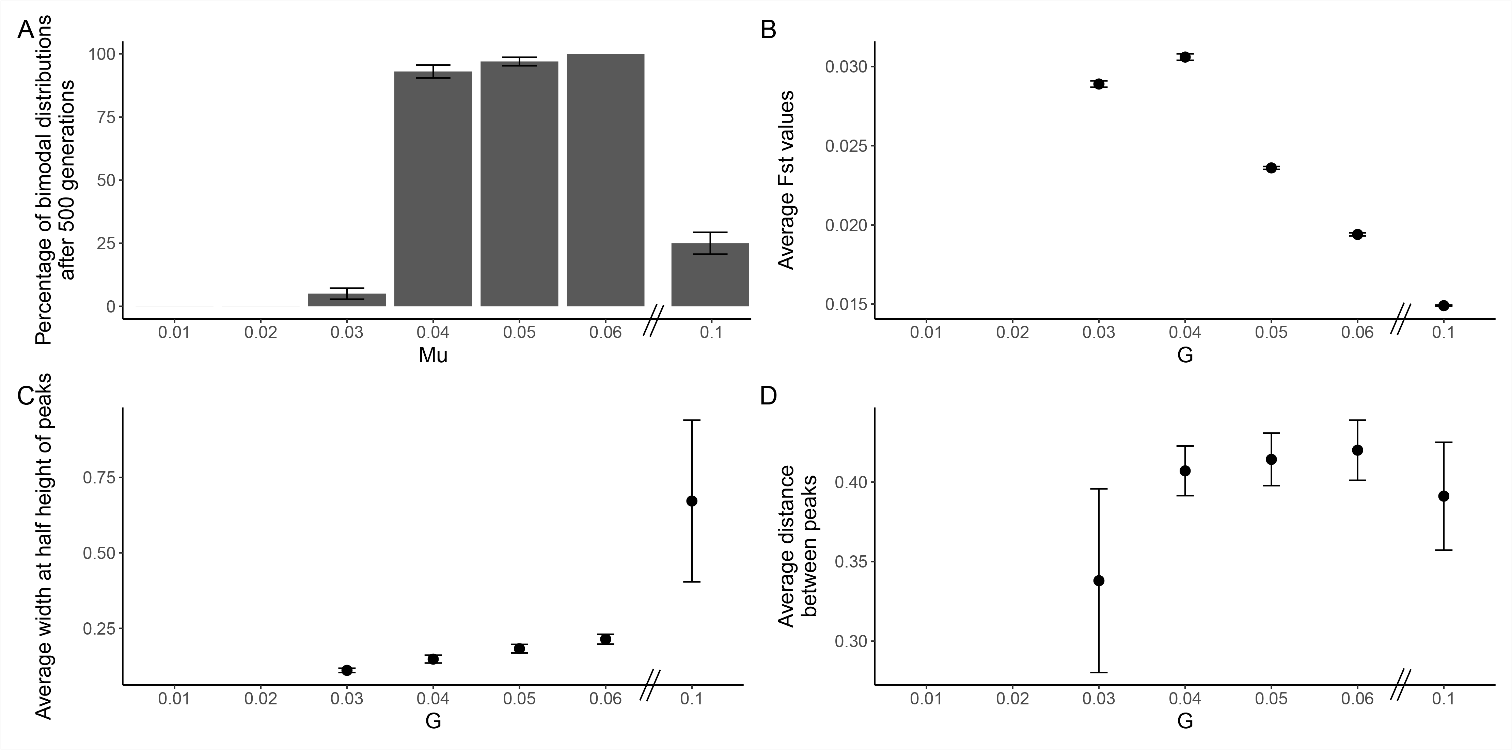 A
Percentage of bimodal distributions
after 500 generations
100
75
50
25
0
0.01 0.02 0.03 0.04 0.05 0.06 // 0.1
Mu
B
Average Fst values
0.030
0.025
0.020
0.015
0.01 0.02 0.03 0.04 0.05 0.06 // 0.1
G
C
Average width at half height of peaks
0.75
0.50
0.25
0.01 0.02 0.03 0.04 0.05 0.06 // 0.1
G
D
Average distance
between peaks
0.40
0.35
0.30
0.01 0.02 0.03 0.04 0.05 0.06 // 0.1
G